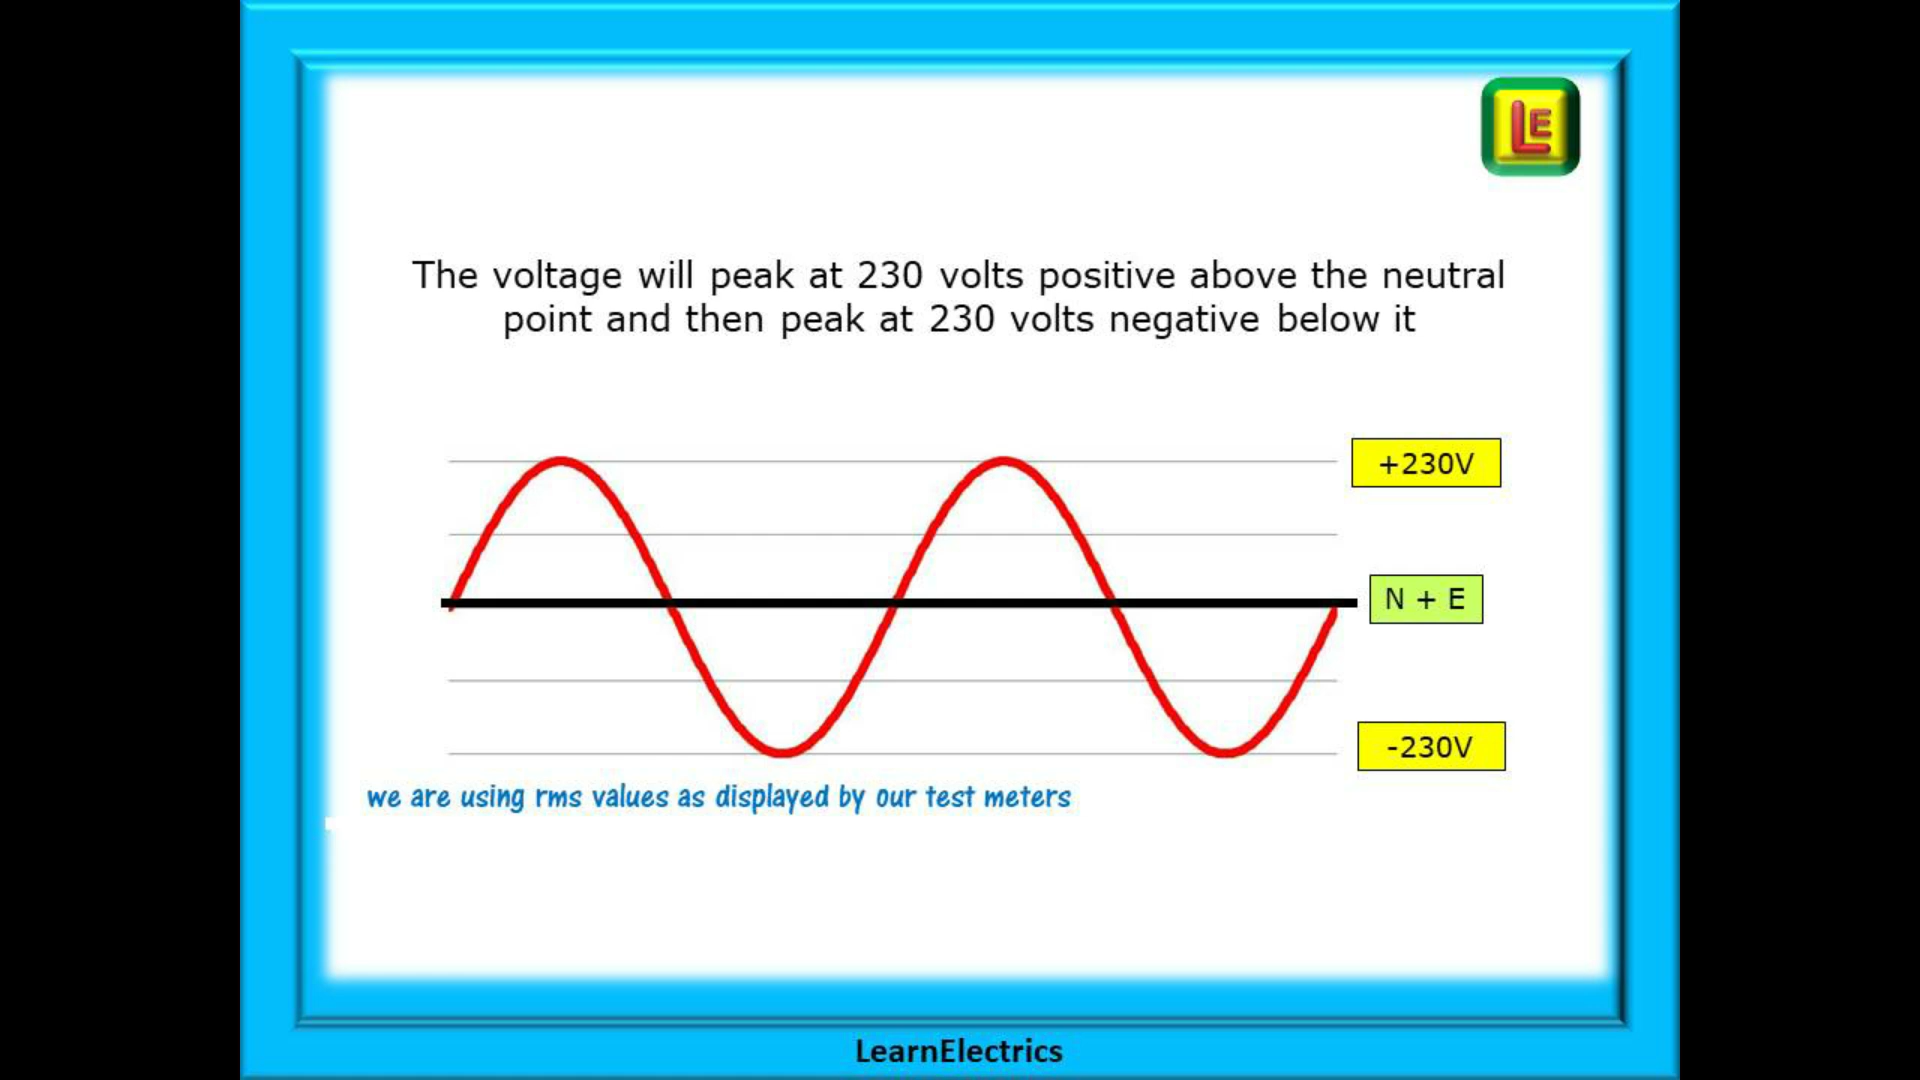 LE
The voltage will peak at 230 volts positive above the neutral
point and then peak at 230 volts negative below it
+230V
N + E
-230V
we are using rms values as displayed by our test meters
LearnElectrics